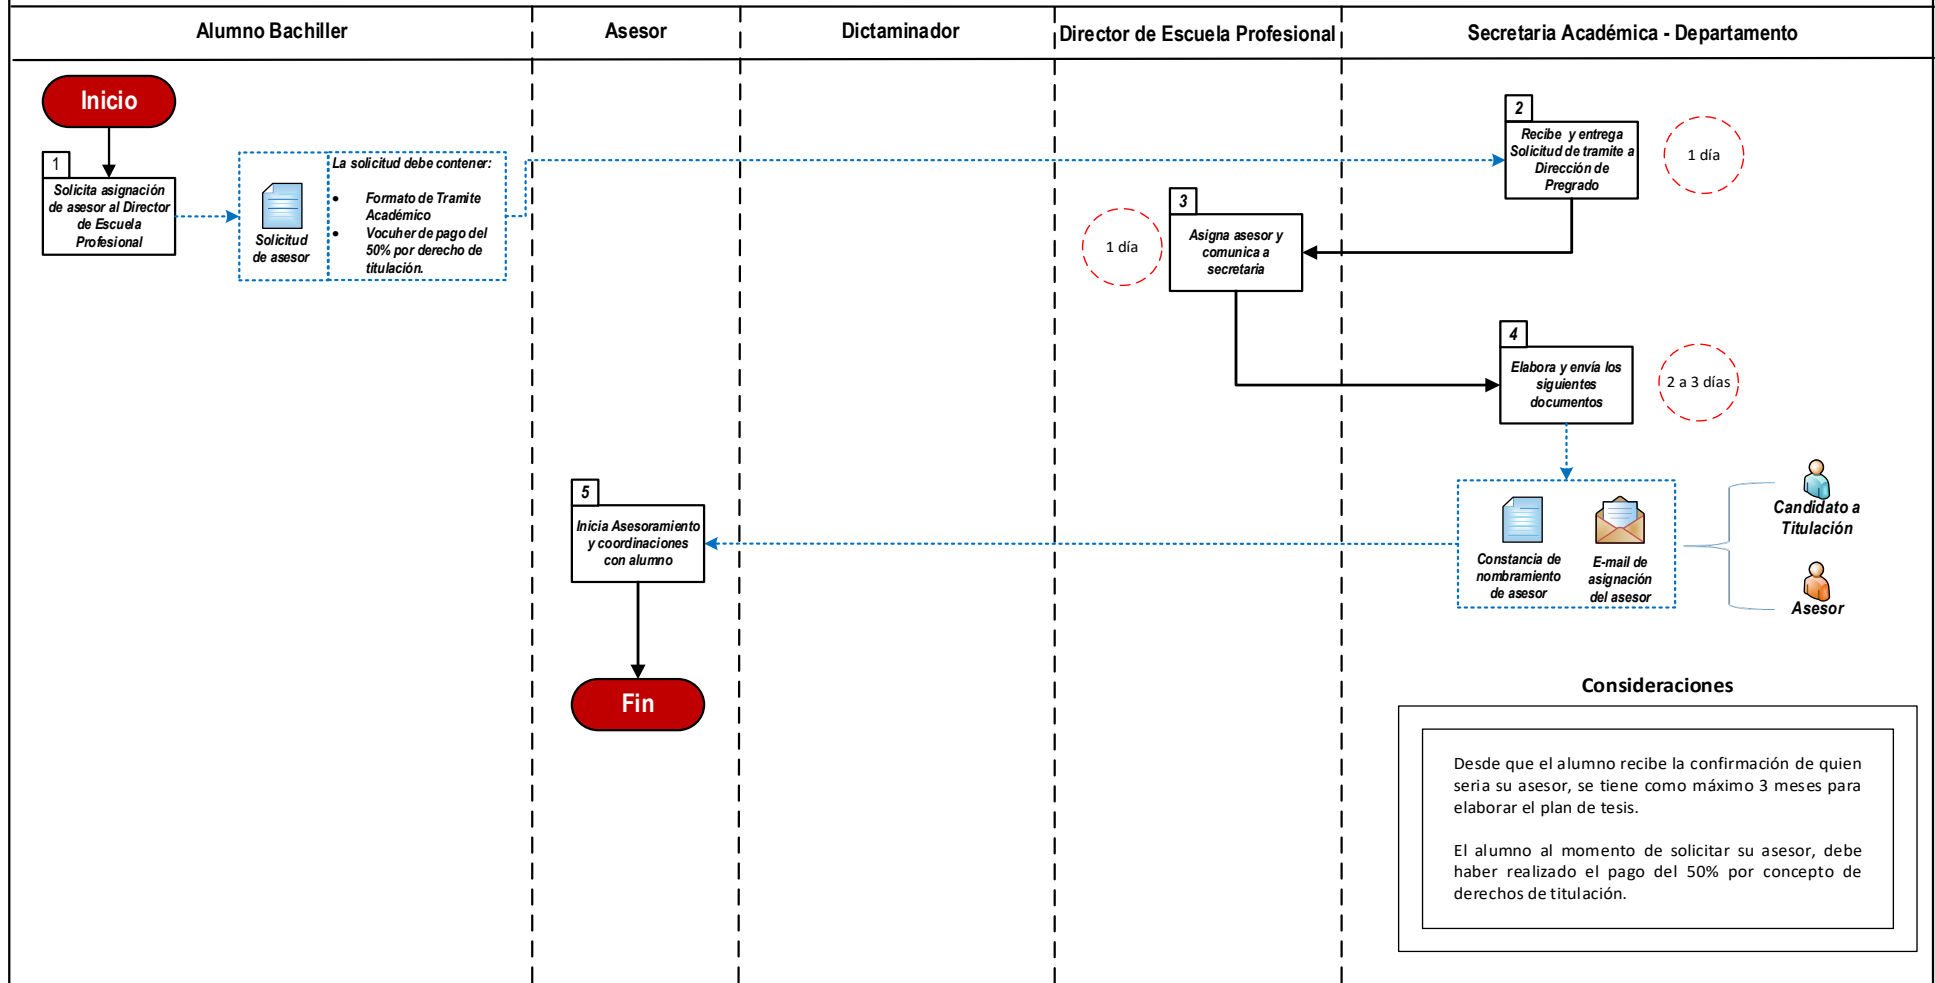 Alumno Bachiller
Asesor
Dictaminador
Director de Escuela Profesional
Secretaria Académica - Departamento
Inicio
1
Solicita asignación
de asesor al Director
de Escuela
Profesional
Solicitud
de asesor
La solicitud debe contener:
• Formato de Tramite
Académico
• Vocuher de pago del
50% por derecho de
titulación.
2
Recibe y entrega
Solicitud de tramite a
Dirección de
Pregrado
1 día
3
Asigna asesor y
comunica a
secretaria
1 día
4
Elabora y envía los
siguientes
documentos
2 a 3 días
Constancia de
nombramiento
de asesor
E-mail de
asignación
del asesor
Candidato a
Titulación
Asesor
5
Inicia Asesoramiento
y coordinaciones
con alumno
Fin
Consideraciones
Desde que el alumno recibe la confirmación de quien
seria su asesor, se tiene como máximo 3 meses para
elaborar el plan de tesis.
El alumno al momento de solicitar su asesor, debe
haber realizado el pago del 50% por concepto de
derechos de titulación.